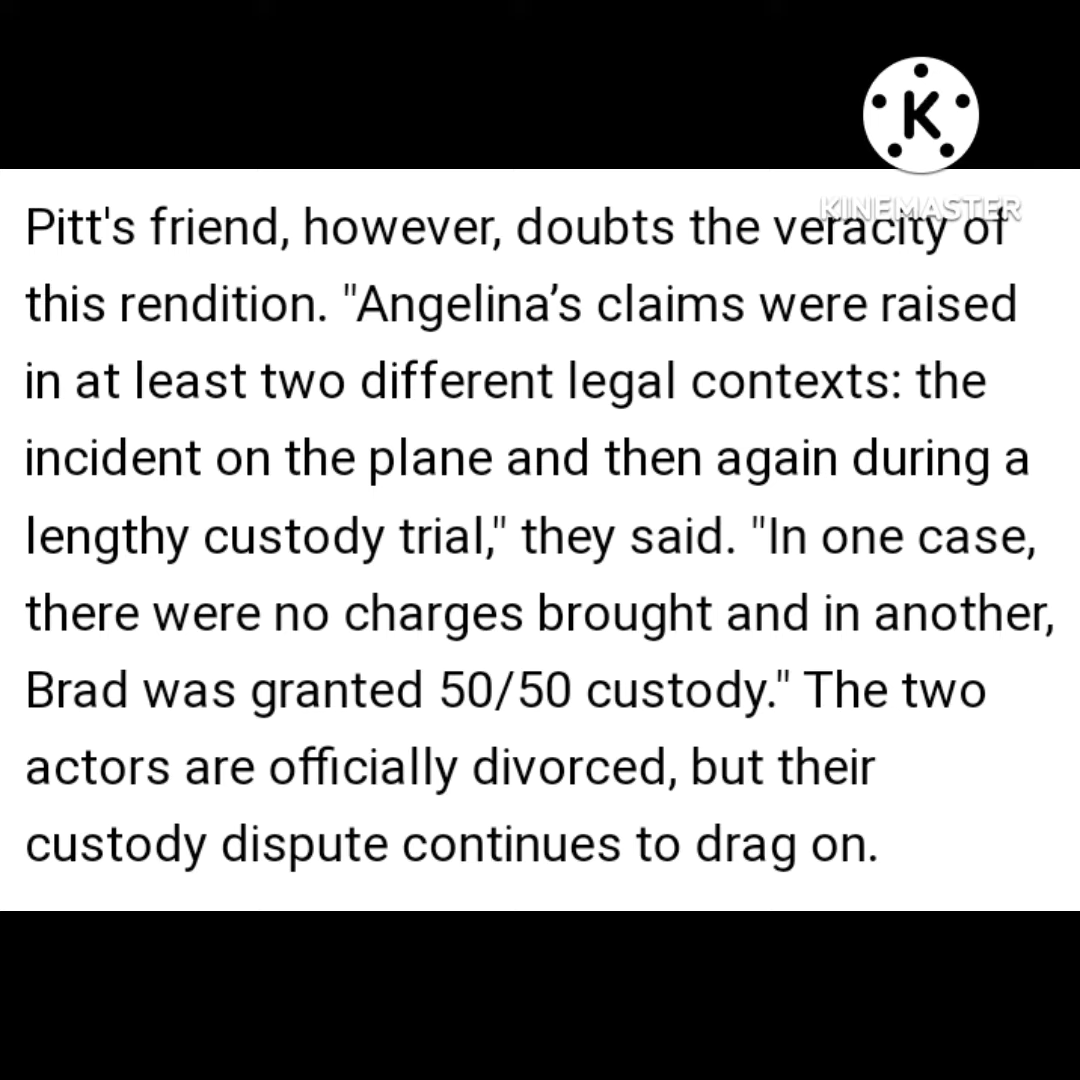 K
KINEMASTER
Pitt's friend, however, doubts the veracity of
this rendition. "Angelina’s claims were raised
in at least two different legal contexts: the
incident on the plane and then again during a
lengthy custody trial," they said. "In one case,
there were no charges brought and in another,
Brad was granted 50/50 custody." The two
actors are officially divorced, but their
custody dispute continues to drag on.